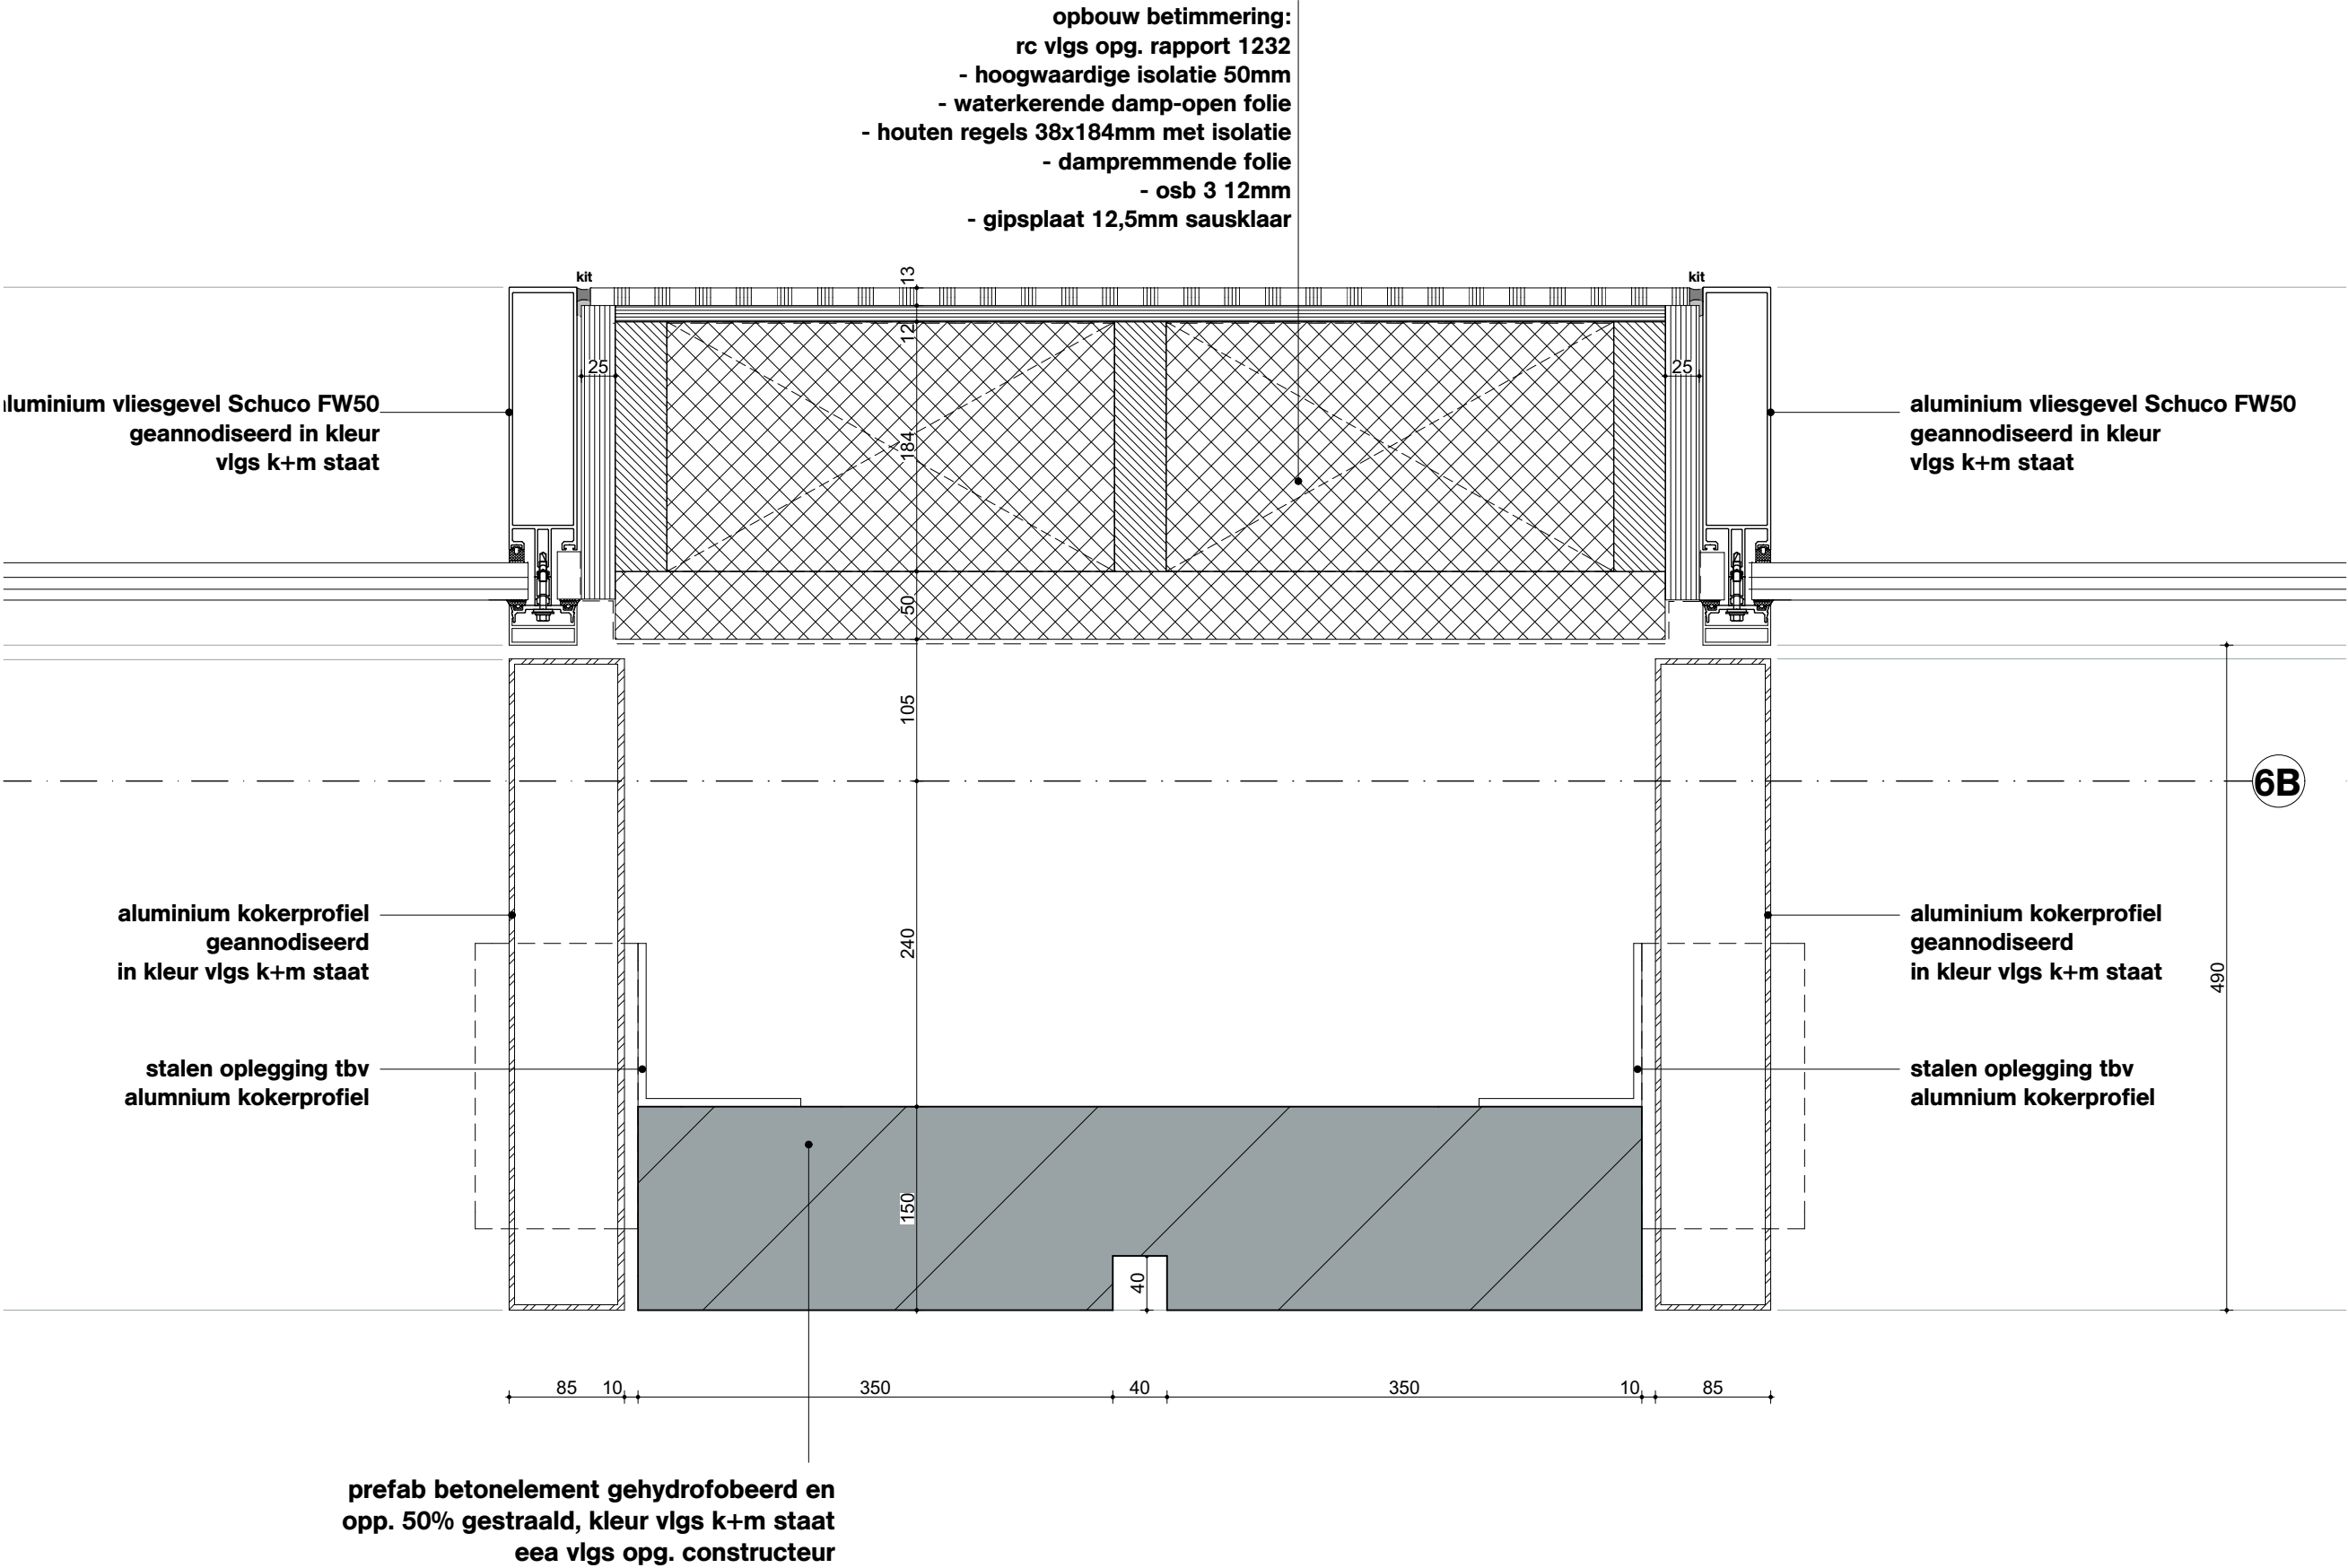 opbouw betimmering:
rc vlgs opg. rapport 1232
- hoogwaardige isolatie 50mm
- waterkerende damp-open folie
- houten regels 38x184mm met isolatie
- dampremmende folie
- osb 3 12mm
- gipsplaat 12,5mm sausklaar
kit
13
kit
12
25
25
184
aluminium vliesgevel Schuco FW50
geannodiseerd in kleur
vlgs k+m staat
aluminium vliesgevel Schuco FW50
geannodiseerd in kleur
vlgs k+m staat
50
105
6B
aluminium kokerprofiel
geannodiseerd
in kleur vlgs k+m staat
240
aluminium kokerprofiel
geannodiseerd
in kleur vlgs k+m staat
490
stalen oplegging tbv
alumnium kokerprofiel
stalen oplegging tbv
alumnium kokerprofiel
150
40
85 10 350 40 350 10 85
prefab betonelement gehydrofobeerd en
opp. 50% gestraald, kleur vlgs k+m staat
eea vlgs opg. constructeur